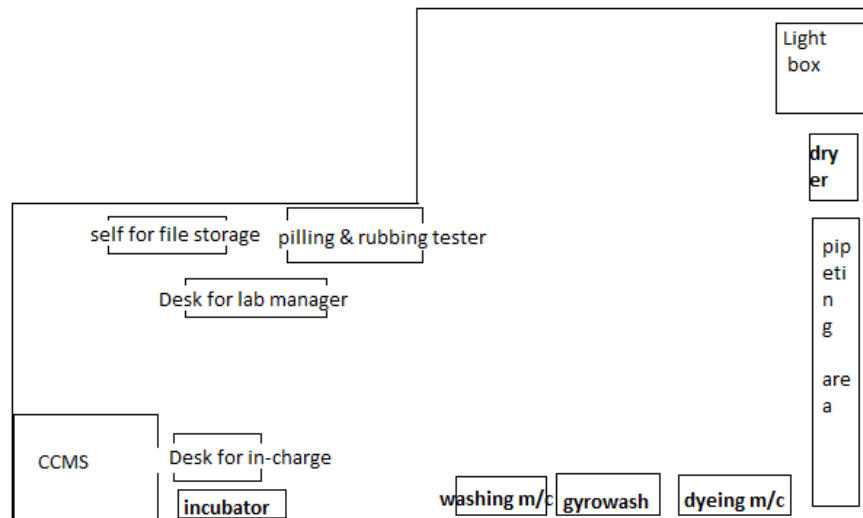 Light
box
dry
er
self for file storage
pilling & rubbing tester
pip
eti
n
g
are
a
Desk for lab manager
CCMS
Desk for in-charge
incubator
washing m/c
gyrowash
dyeing m/c